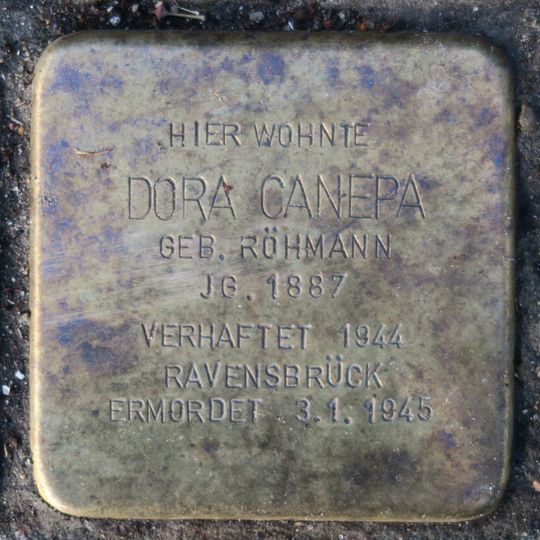 HIER WOHNTE
DORA CANEPA
GEB. RÖHMANN
JG. 1887
VERHAFTET 1944
RAVENSBRÜCK
ERMORDET 3.1.1945